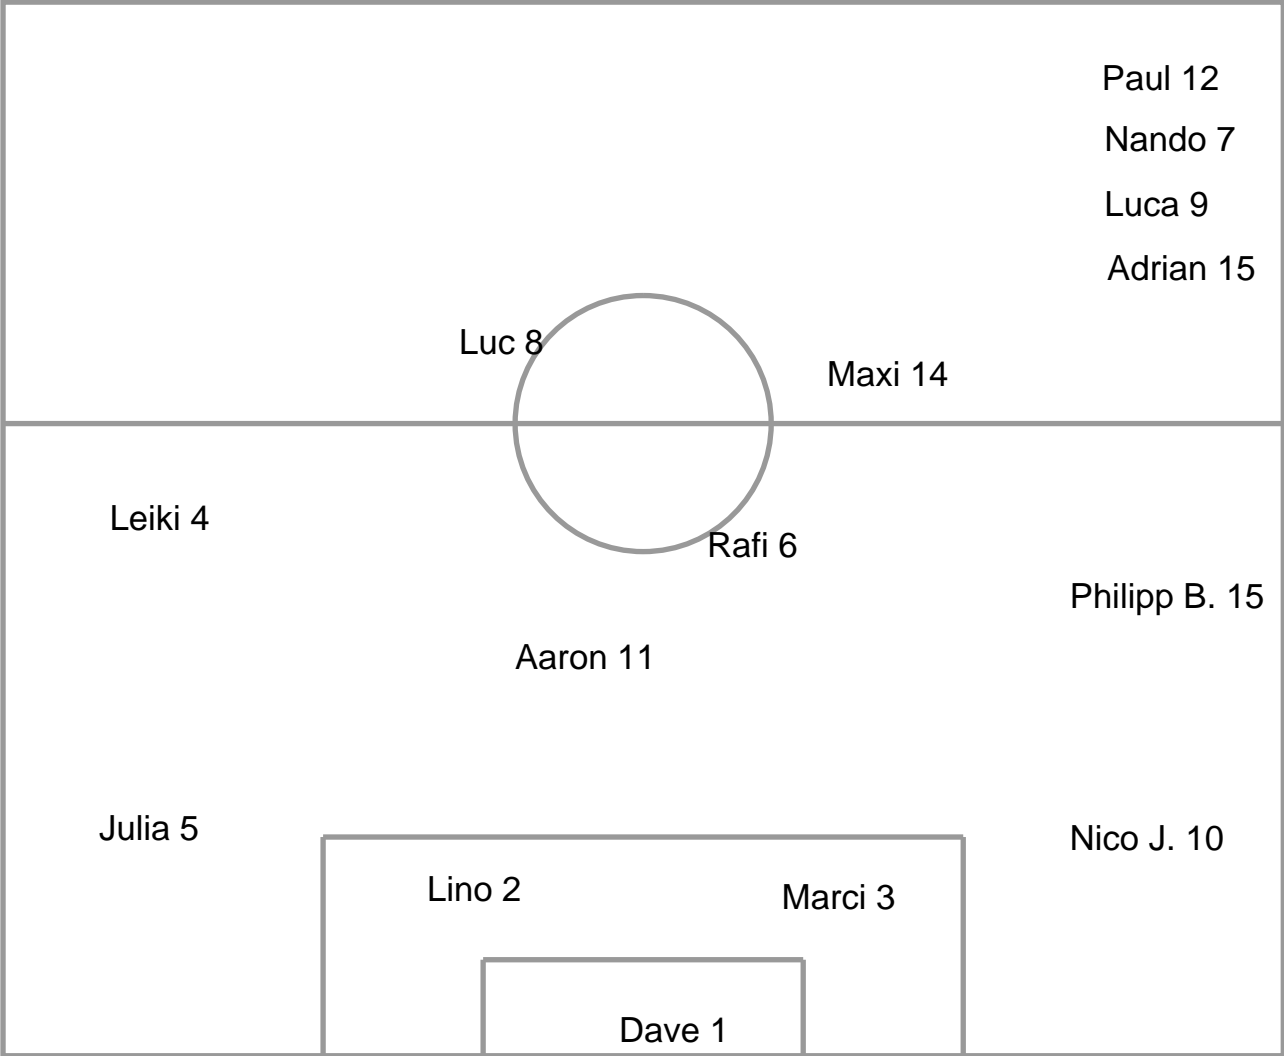 Paul 12
Nando 7
Luca 9
Adrian 15
Luc 8
Maxi 14
Leiki 4
Rafi 6
Philipp B. 15
Aaron 11
Julia 5
Nico J. 10
Lino 2
Marci 3
Dave 1